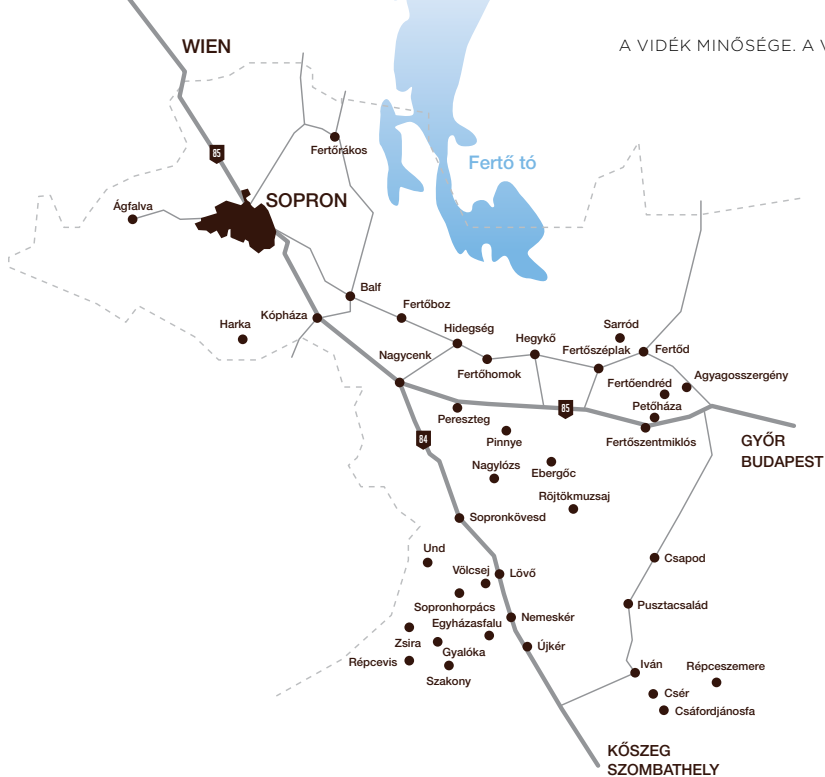 A VIDÉK MINŐSÉGE. A V
WIEN
85
Fertőrákos
Fertő tó
SOPRON
Ágfalva
Balf
Kópháza
Fertőboz
Harka
Hidegség
Sarród
Hegykő
Fertőszéplak
Fertőd
Nagycenk
Fertőhomok
Agyagosszergény
Fertőendréd
Petőháza
85
Pereszteg
84
Pinnye
Fertőszentmiklós
GYŐR
BUDAPEST
Nagylózs
Ebergőc
Röjtökmuzsaj
Sopronkövesd
Und
Völcsej
Lövő
Csapod
Sopronhorpács
Pusztacsalád
Egyházasfalu
Nemeskér
Zsira
Gyalóka
Újkér
Répcevis
Szakony
Iván
Répceszemere
Csér
Csáfordjánosfa
KŐSZEG
SZOMBATHELY